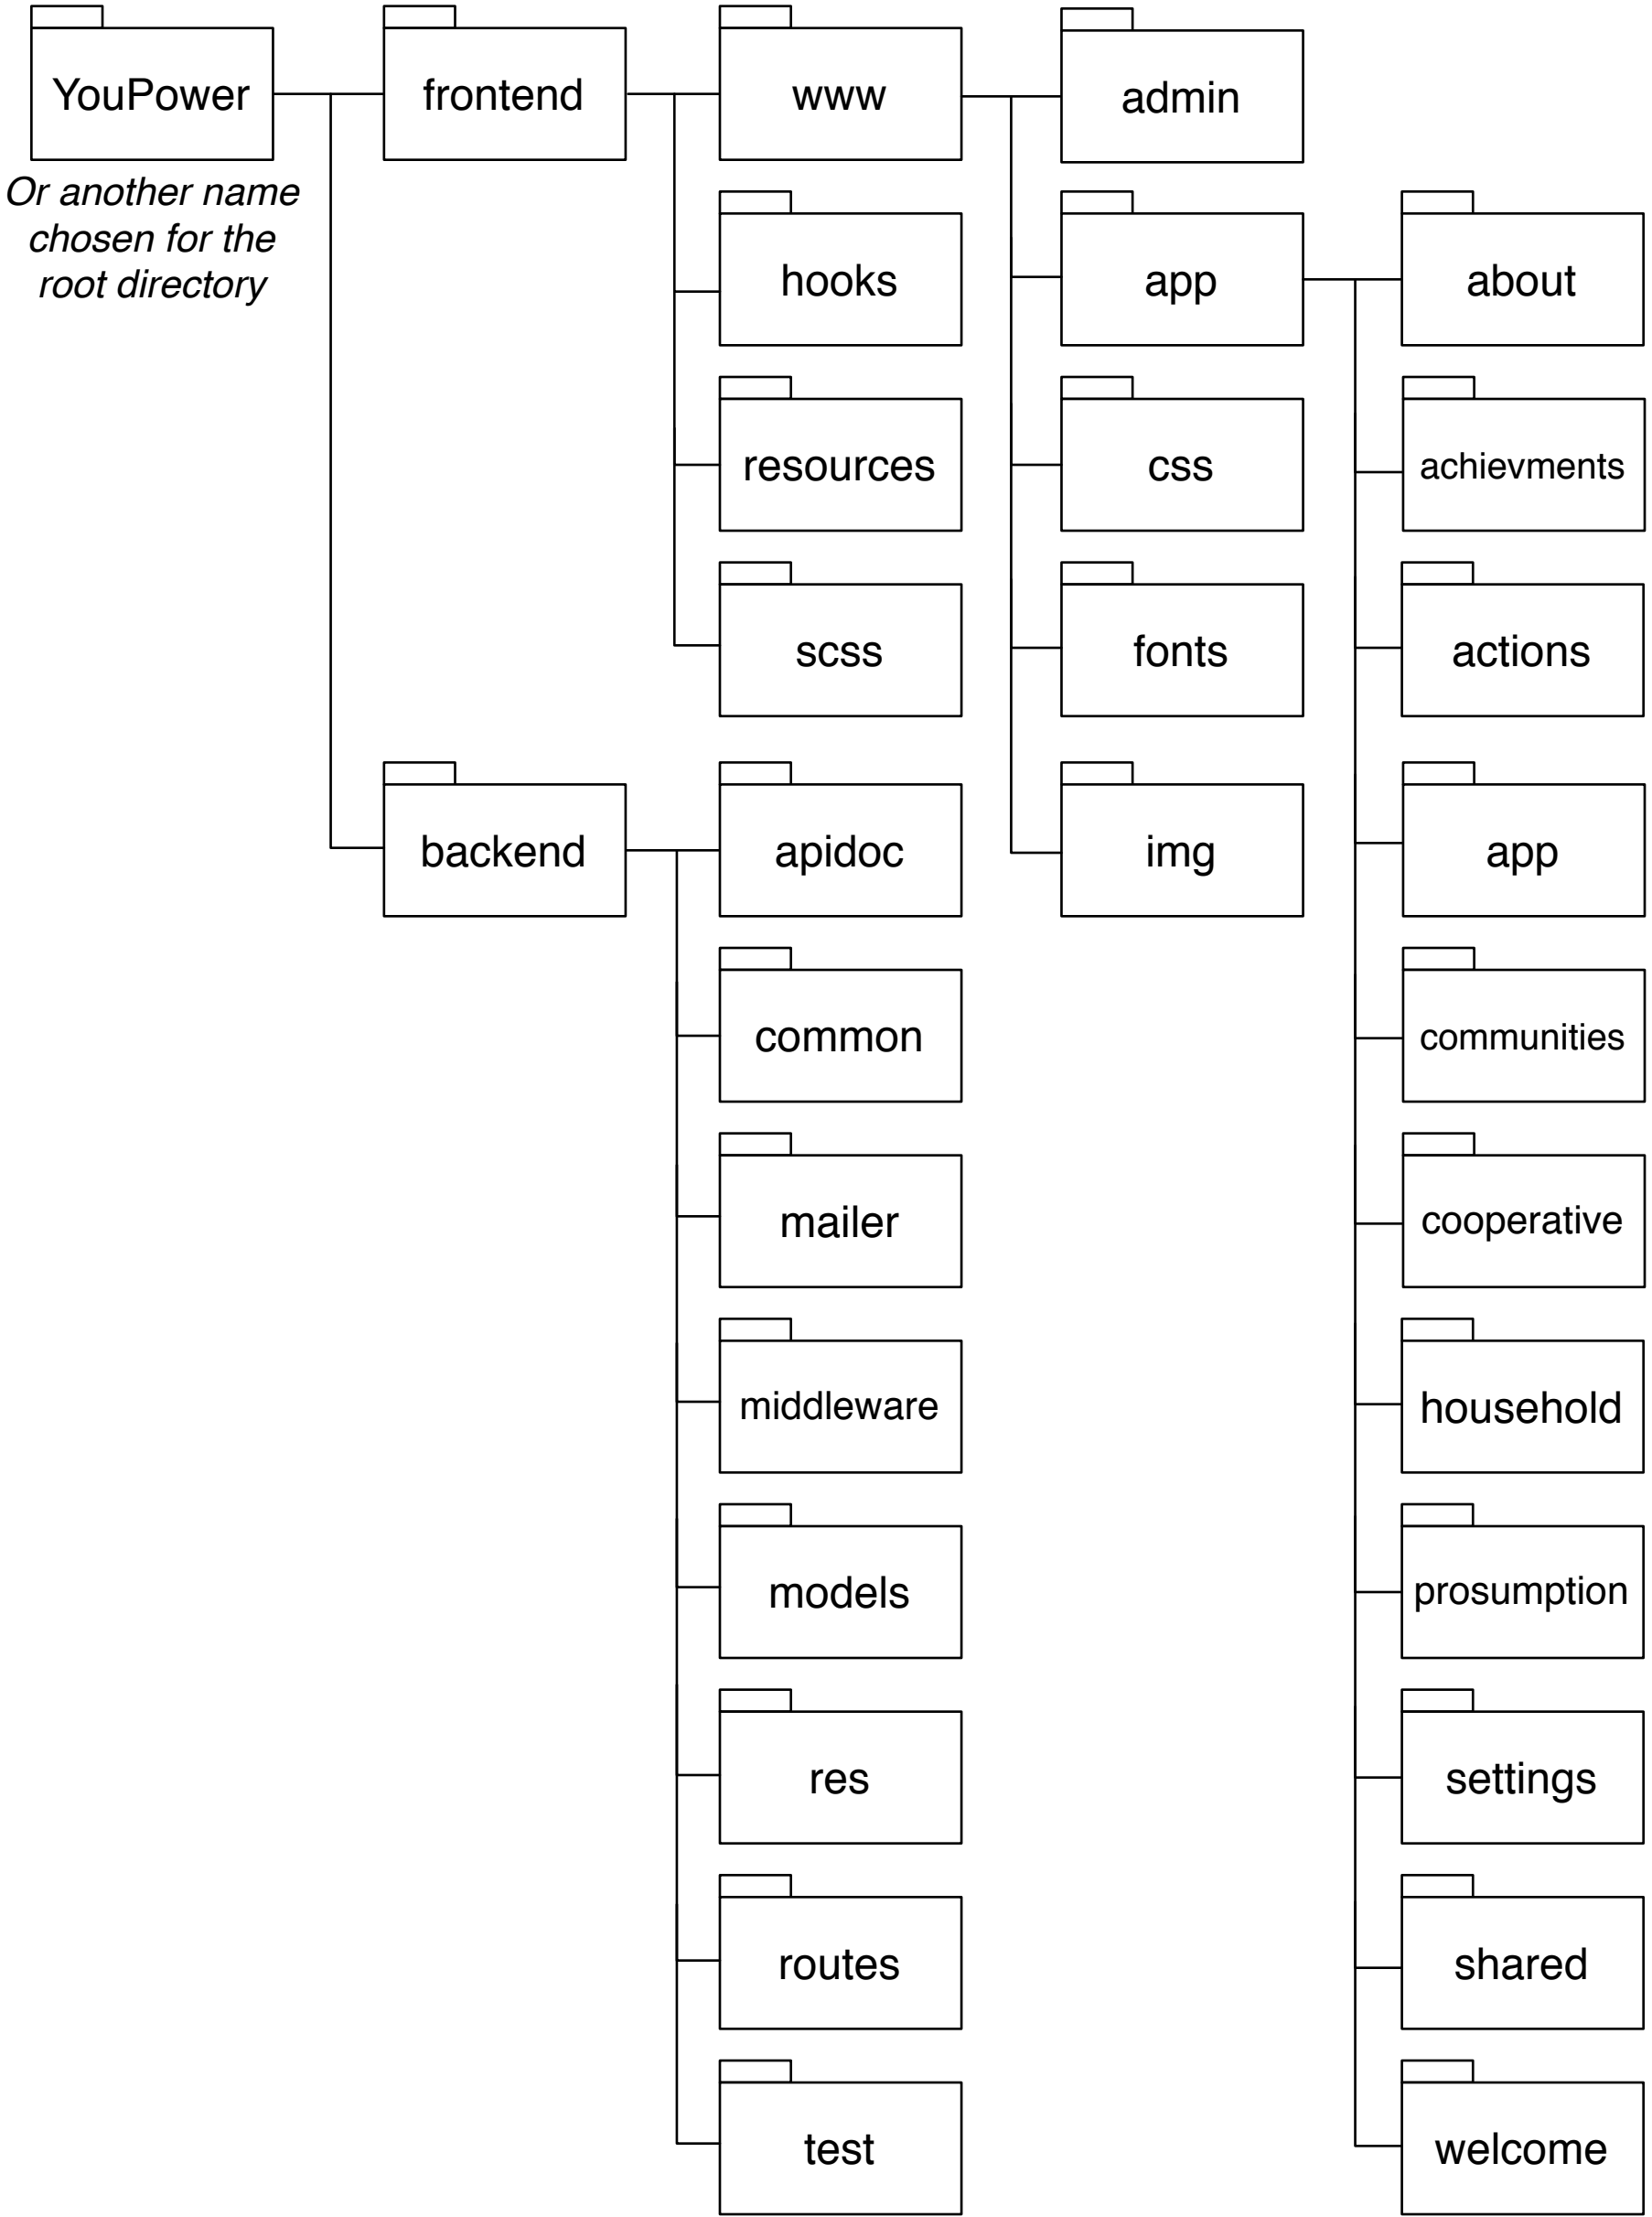 YouPower
frontend
www
admin
Or another name
chosen for the
root directory
hooks
app
about
resources
css
achievments
scss
fonts
actions
backend
apidoc
img
app
common
communities
mailer
cooperative
middleware
household
models
prosumption
res
settings
routes
shared
test
welcome